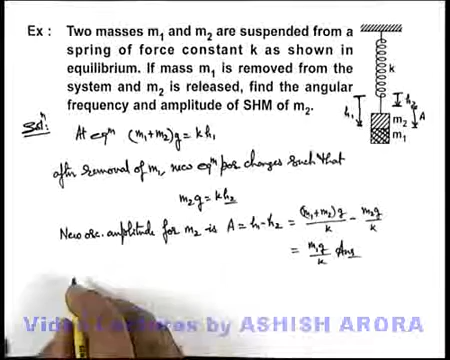 Ex : Two masses m₁ and m₂ are suspended from a
spring of force constant k as shown in
equilibrium. If mass m₁ is removed from the
system and m₂ is released, find the angular
frequency and amplitude of SHM of m₂.
k
h₁
h₂
A
m₂
m₁
Solⁿ:
At eqᵐ (m₁+m₂)g = kh₁
after removal of m₁, new eqᵐ pos changes such that
m₂g = kh₂
New osc. amplitude for m₂ is A = h₁-h₂ = (m₁+m₂)g/k - m₂g/k
= m₁g/k Ans
Video Lectures by ASHISH ARORA